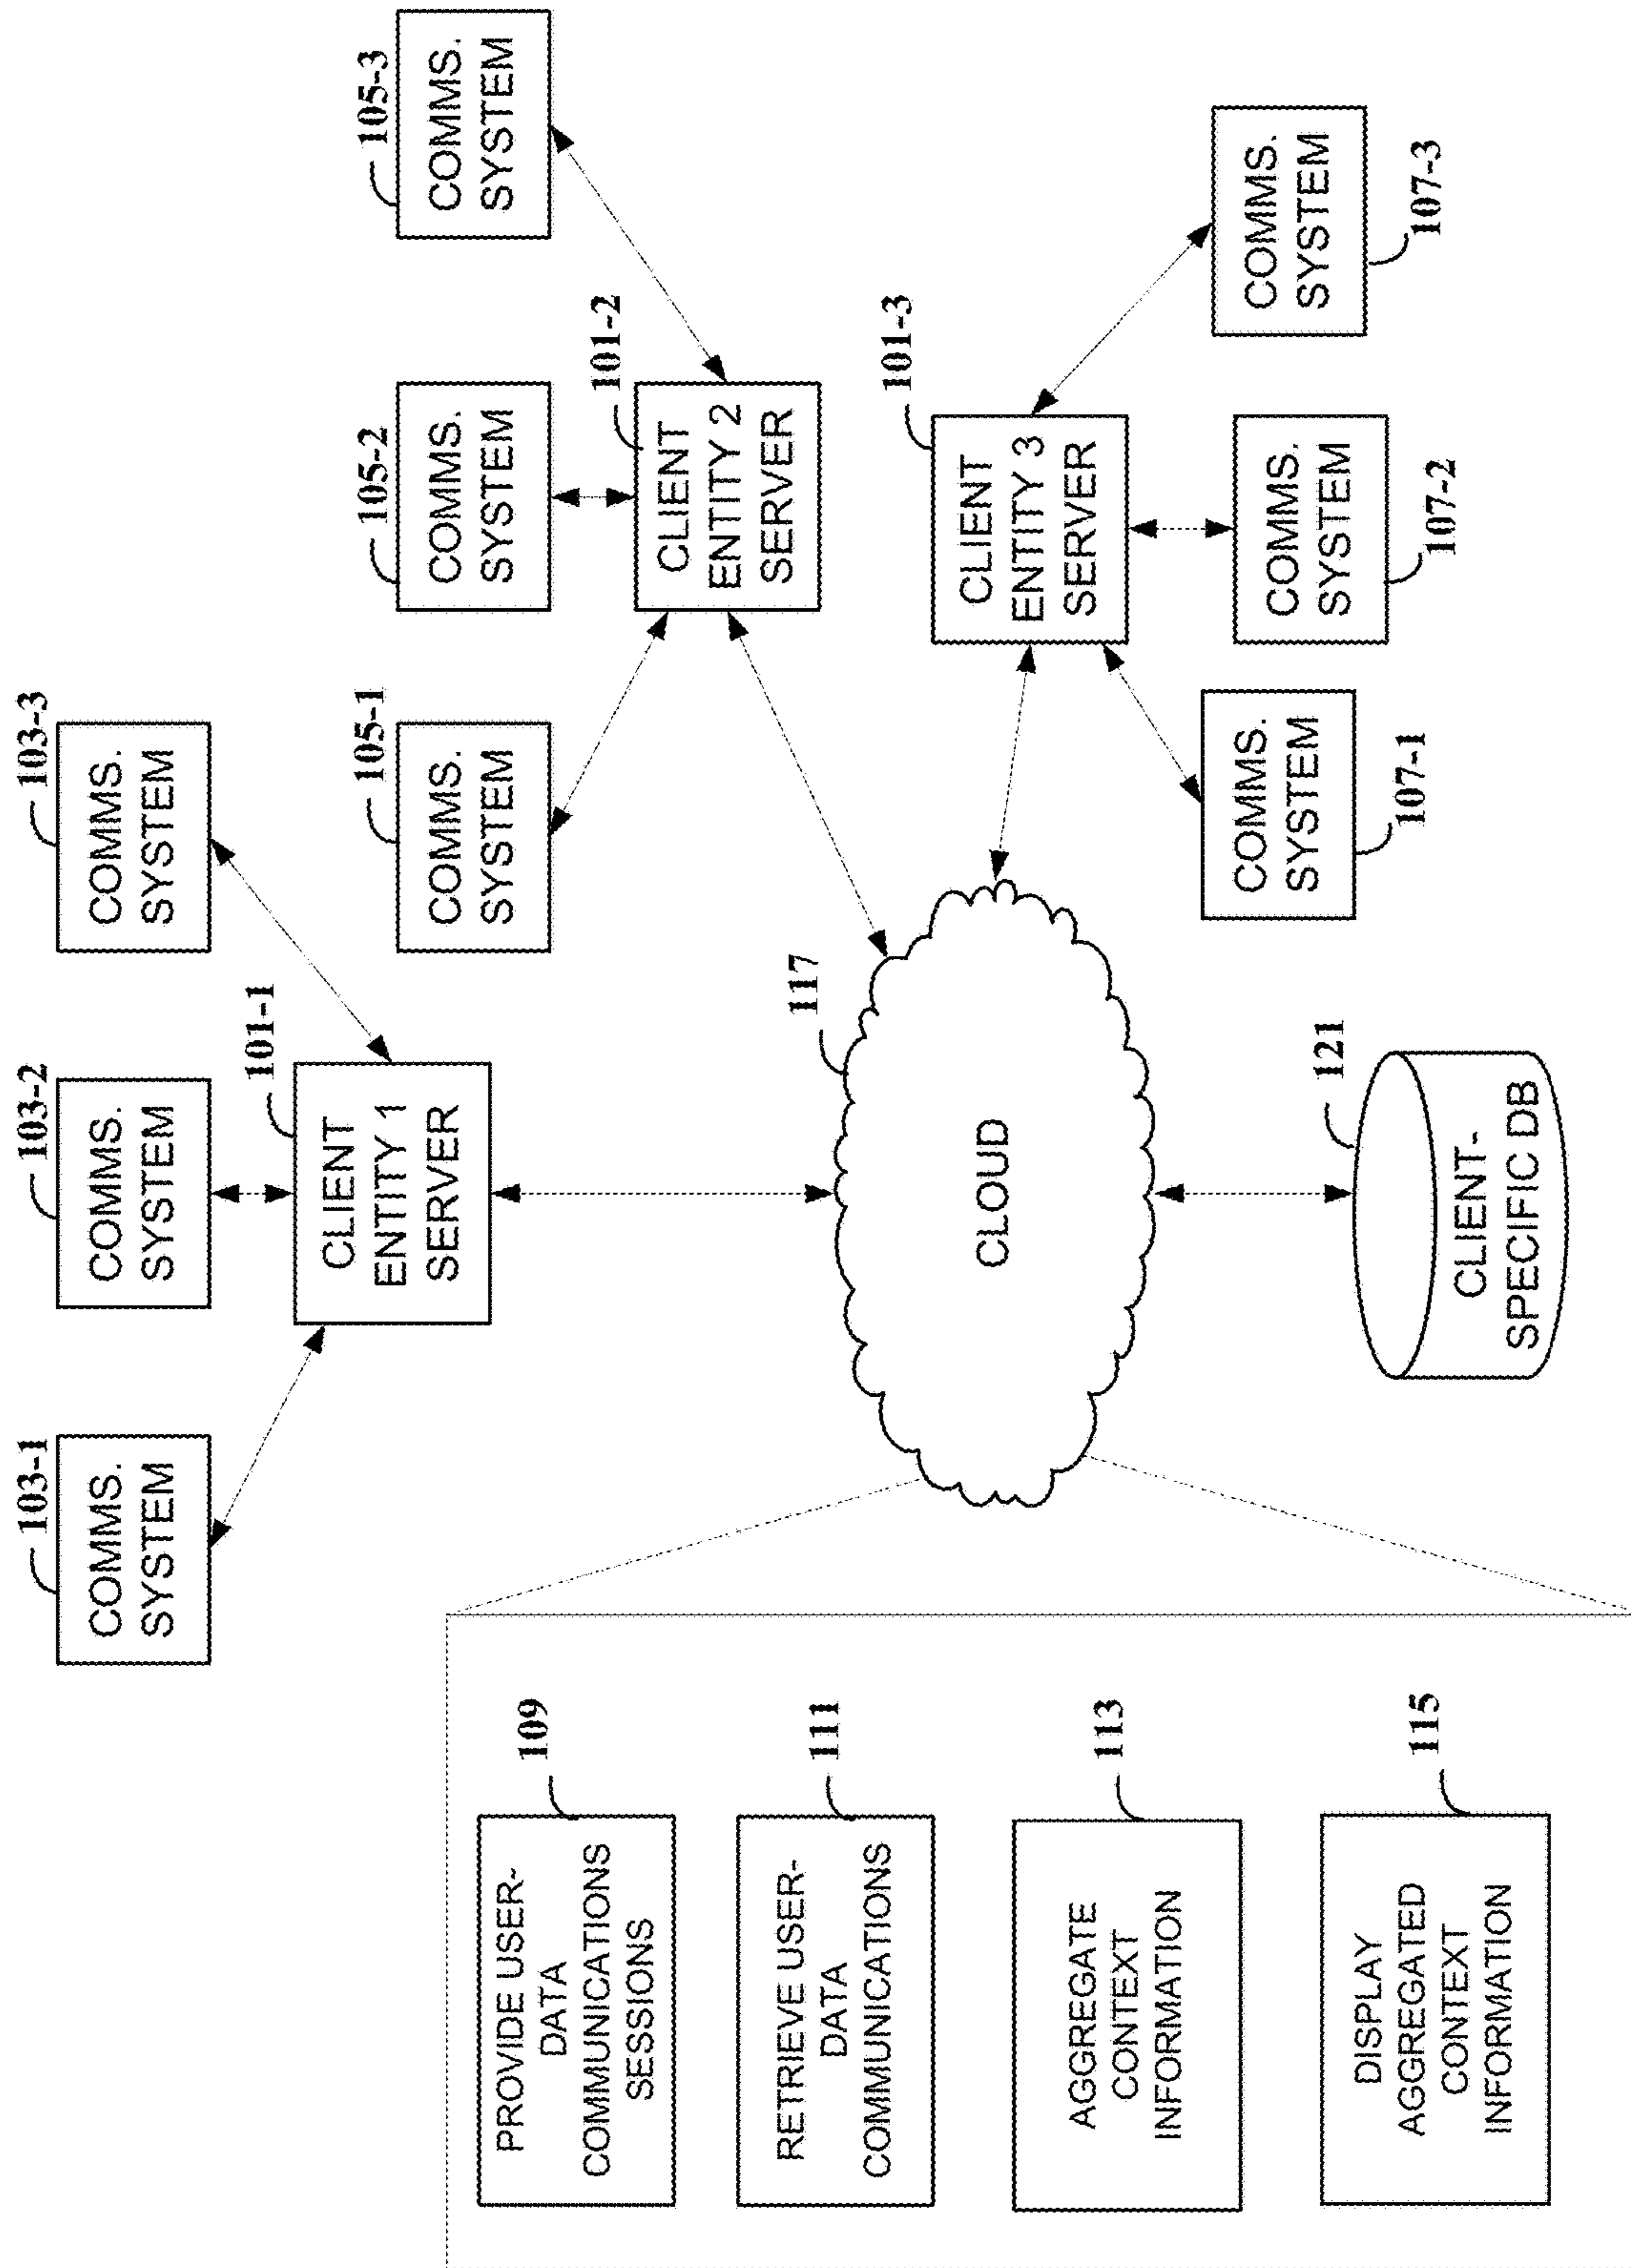 103-1
COMMS.
SYSTEM
103-2
COMMS.
SYSTEM
103-3
COMMS.
SYSTEM
101-1
CLIENT
ENTITY 1
SERVER
105-1
COMMS.
SYSTEM
105-2
COMMS.
SYSTEM
105-3
COMMS.
SYSTEM
101-2
CLIENT
ENTITY 2
SERVER
109
PROVIDE USER-
DATA
COMMUNICATIONS
SESSIONS
111
RETRIEVE USER-
DATA
COMMUNICATIONS
113
AGGREGATE
CONTEXT
INFORMATION
115
DISPLAY
AGGREGATED
CONTEXT
INFORMATION
117
CLOUD
101-3
CLIENT
ENTITY 3
SERVER
COMMS.
SYSTEM
107-1
COMMS.
SYSTEM
107-2
COMMS.
SYSTEM
107-3
121
CLIENT-
SPECIFIC DB